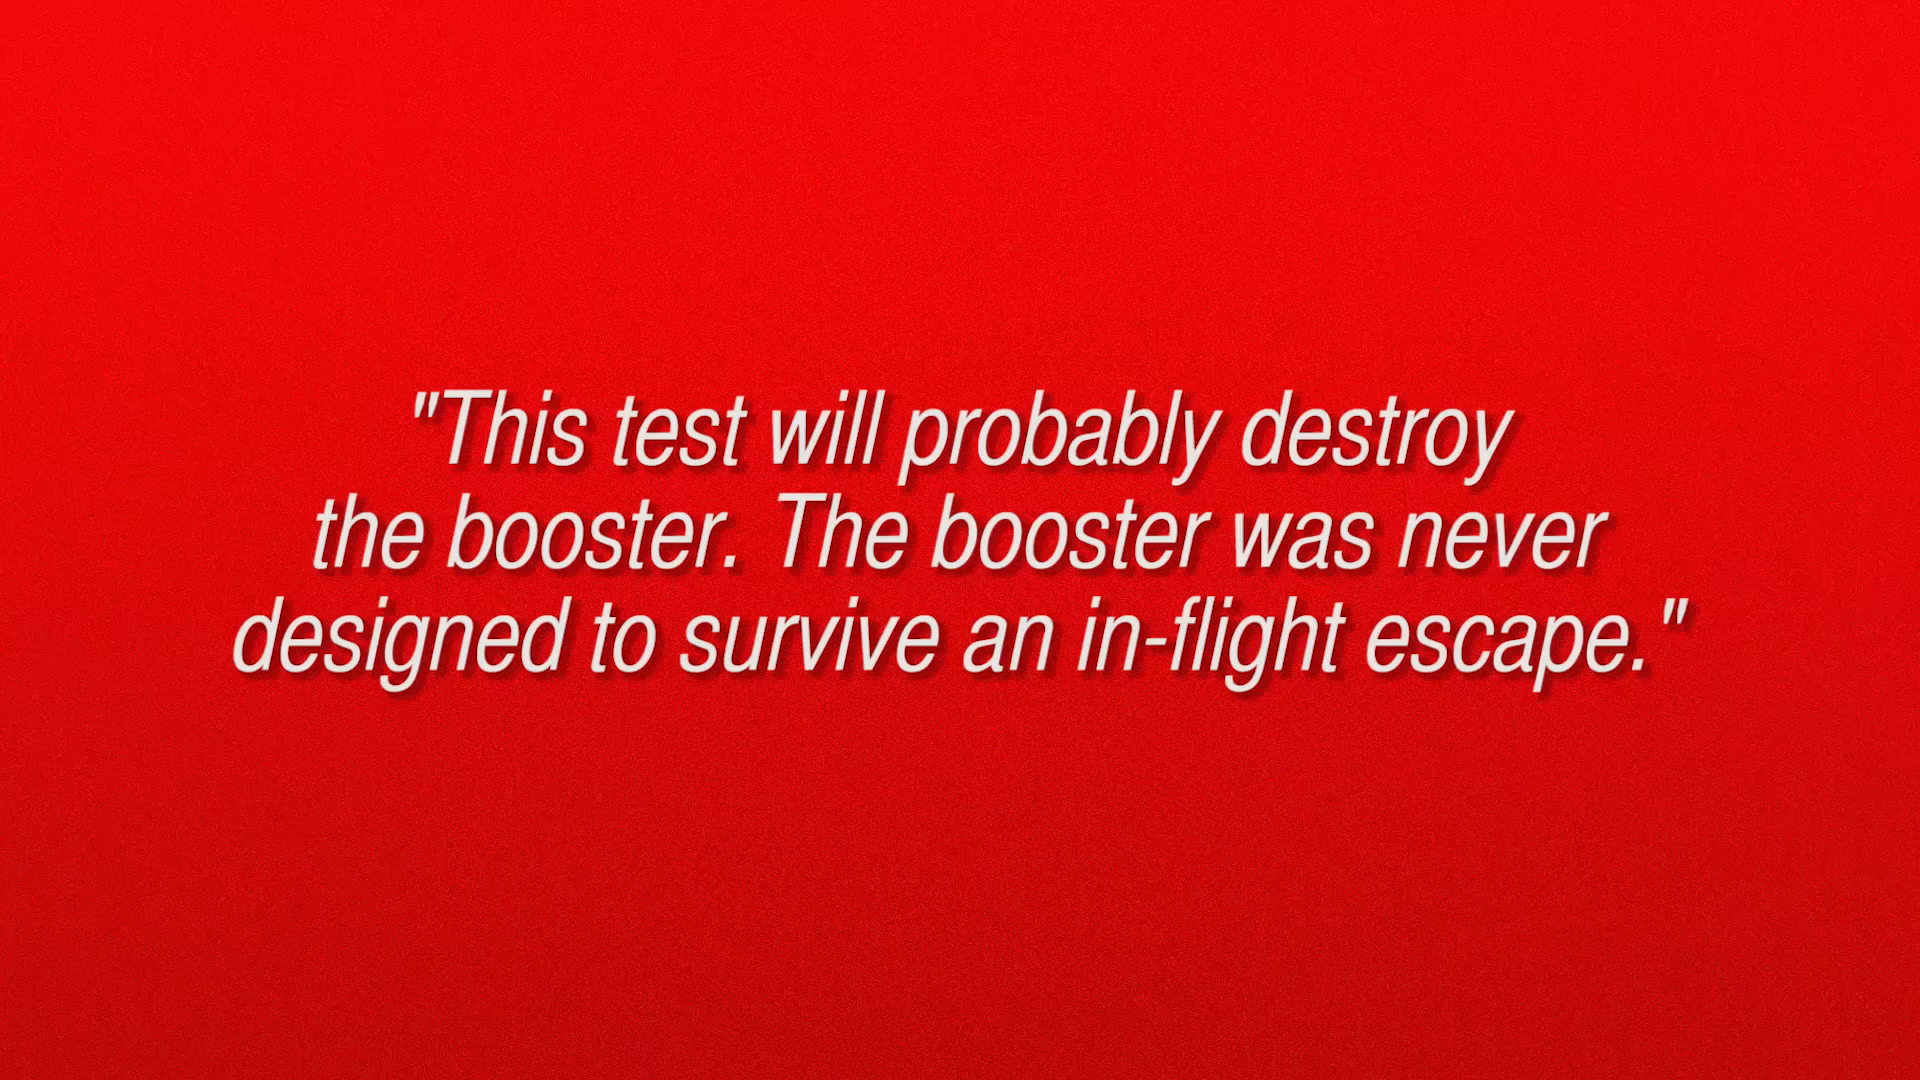 "This test will probably destroy
the booster. The booster was never
designed to survive an in-flight escape."